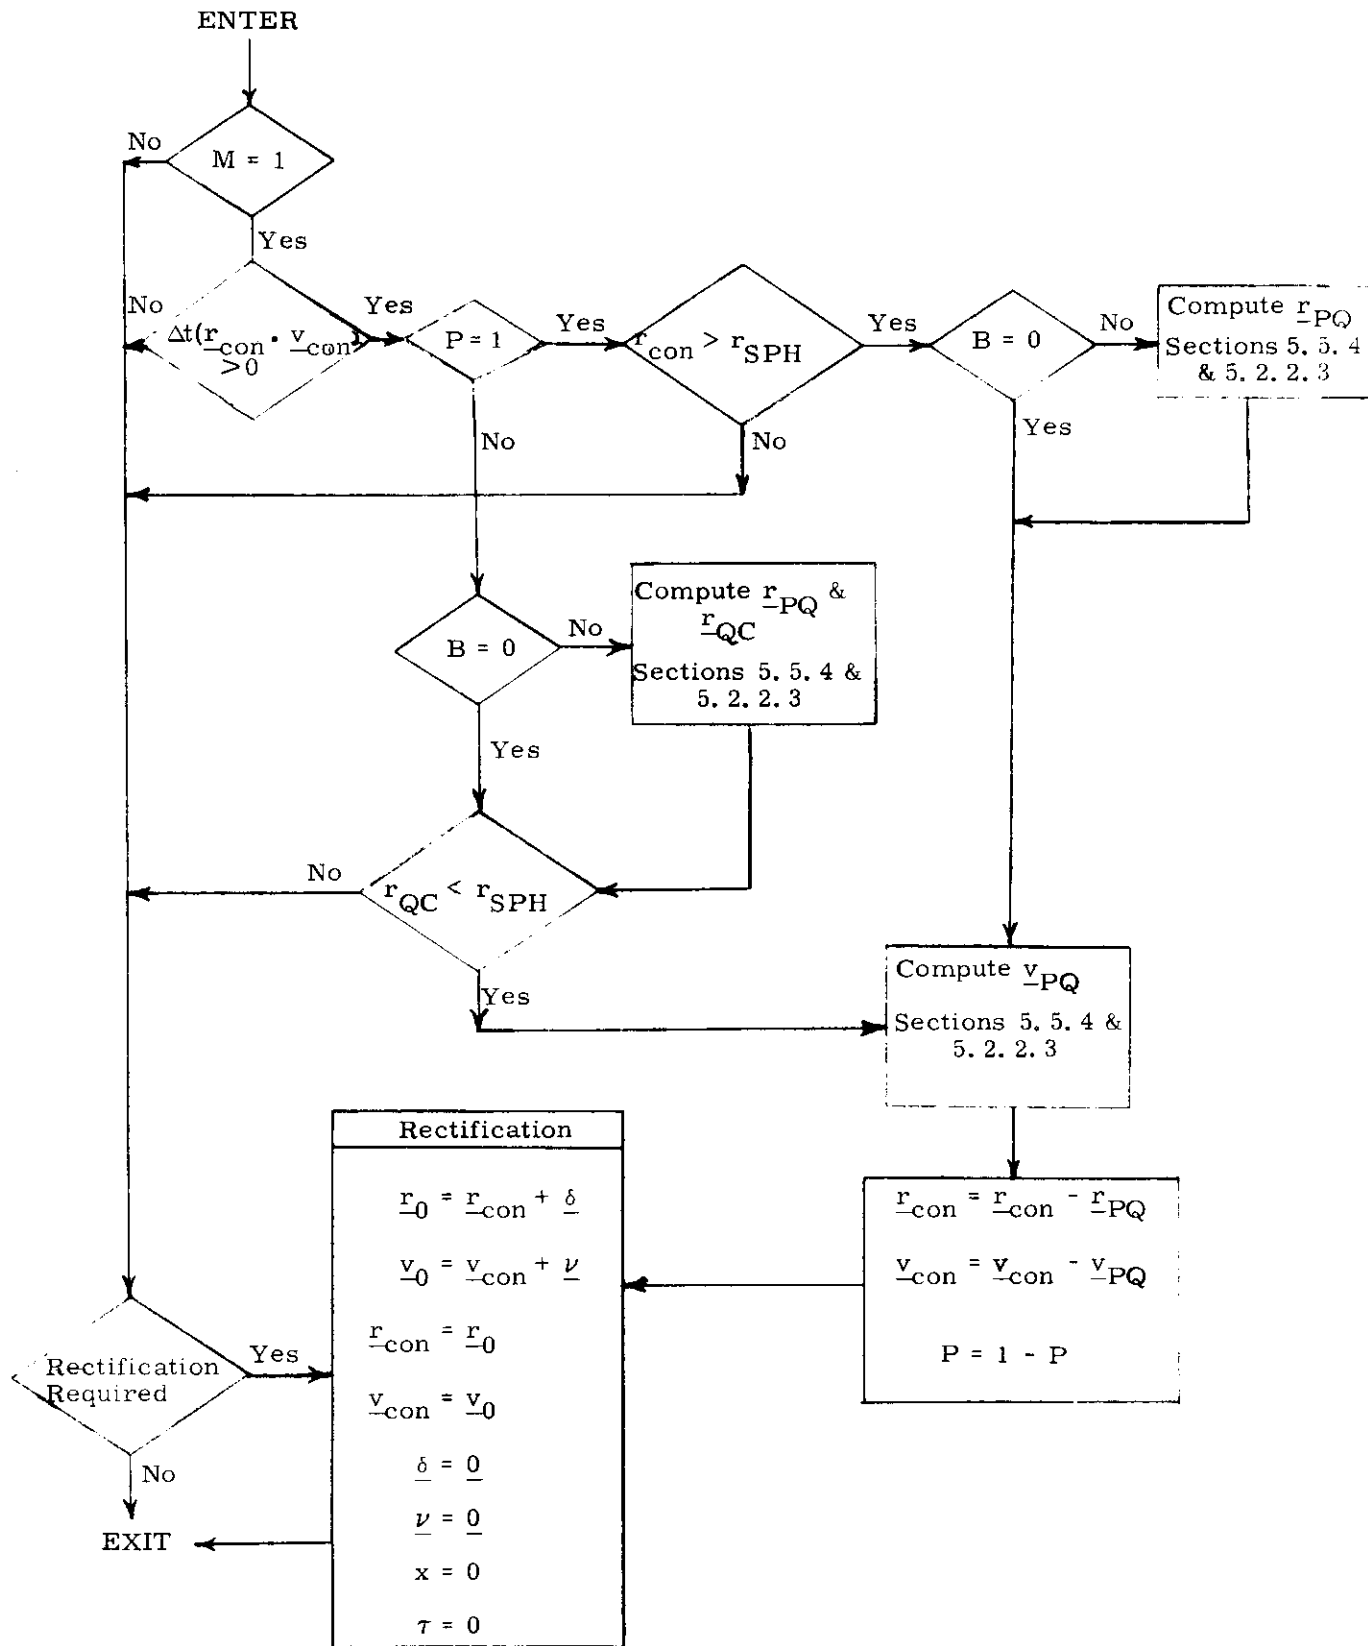 ENTER
No
M = 1
Yes
No
Δt(r_con · v_con)
>0
Yes
P = 1
Yes
r_con > r_SPH
Yes
B = 0
No
Compute r_PQ
Sections 5. 5. 4
& 5. 2. 2. 3
No
No
Yes
B = 0
No
Compute r_PQ &
r_QC
Sections 5. 5. 4 &
5. 2. 2. 3
Yes
No
r_QC < r_SPH
Yes
Compute v_PQ
Sections 5. 5. 4 &
5. 2. 2. 3
Rectification
r_0 = r_con + δ
v_0 = v_con + ν
r_con = r_0
v_con = v_0
δ = 0
ν = 0
x = 0
τ = 0
r_con = r_con - r_PQ
v_con = v_con - v_PQ
P = 1 - P
Rectification
Required
Yes
No
EXIT